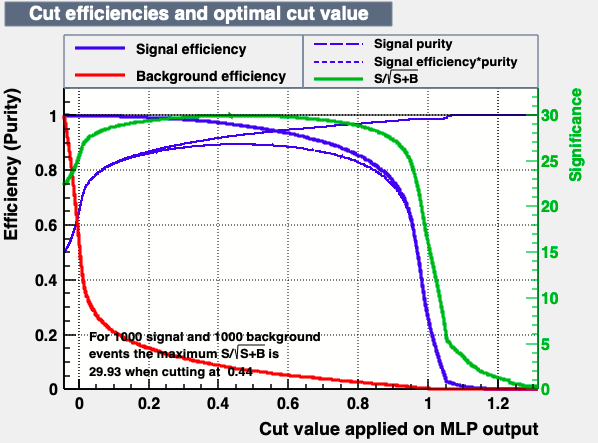 Cut efficiencies and optimal cut value
Signal efficiency
Background efficiency
Signal purity
Signal efficiency*purity
S/√S+B
Efficiency (Purity)
1
0.8
0.6
0.4
0.2
0
Significance
30
25
20
15
10
5
0
For 1000 signal and 1000 background
events the maximum S/√S+B is
29.93 when cutting at 0.44
0 0.2 0.4 0.6 0.8 1 1.2
Cut value applied on MLP output